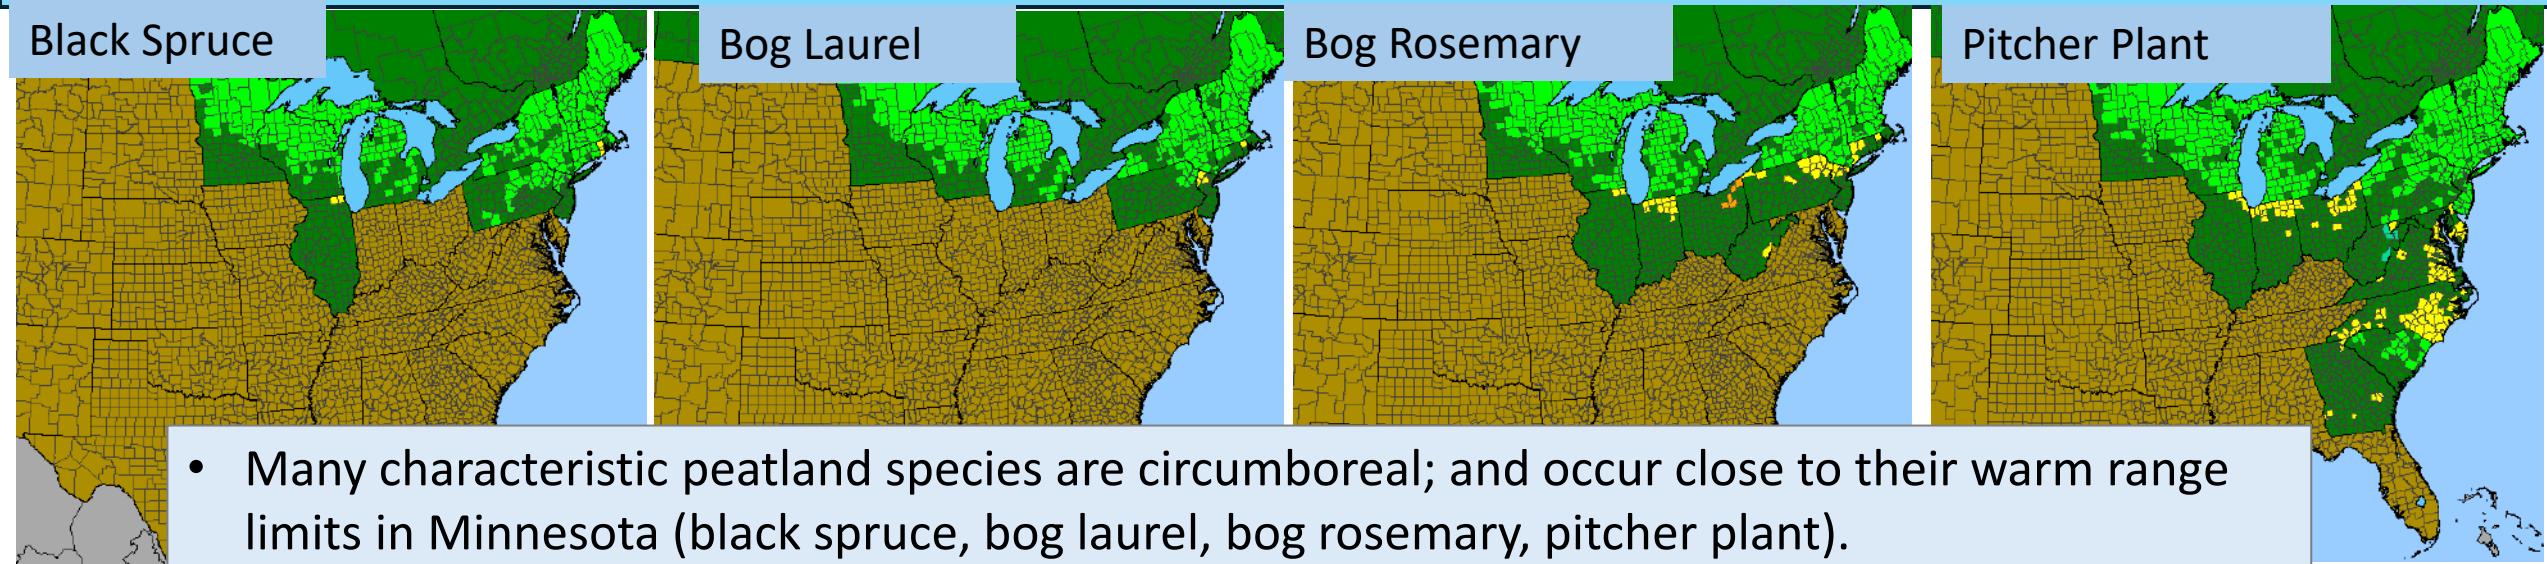 Black Spruce
Bog Laurel
Bog Rosemary
Pitcher Plant
• Many characteristic peatland species are circumboreal; and occur close to their warm range
limits in Minnesota (black spruce, bog laurel, bog rosemary, pitcher plant).